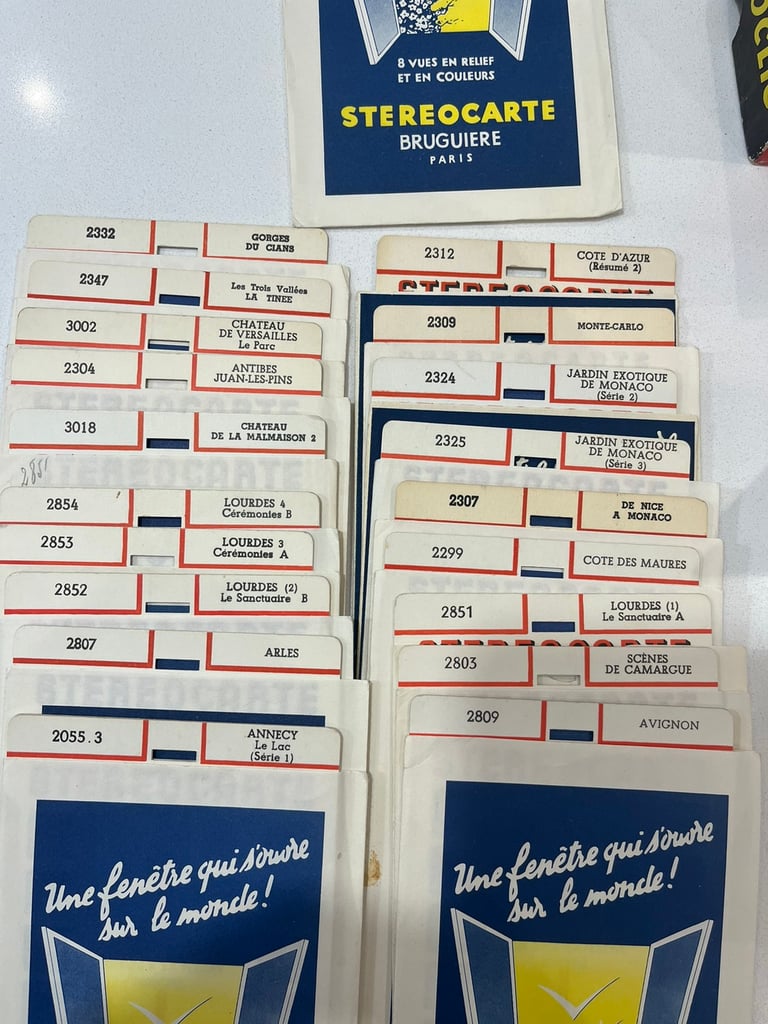 8 VUES EN RELIEF
ET EN COULEURS
STEREOCARTE
BRUGUIERE
PARIS
2332
GORGES
DU CIANS
2347
Les Trois Vallées
LA TINEE
3002
CHATEAU
DE VERSAILLES
Le Parc
2304
ANTIBES
JUAN-LES-PINS
3018
CHATEAU
DE LA MALMAISON 2
2851
2854
LOURDES 4
Cérémonies B
2853
LOURDES 3
Cérémonies A
2852
LOURDES (2)
Le Sanctuaire B
2807
ARLES
STEREOCARTE
2055.3
ANNECY
Le Lac
(Série 1)
Une fenêtre qui s'ouvre
sur le monde!
2312
COTE D'AZUR
(Résumé 2)
STEREOCARTE
2309
MONTE-CARLO
2324
JARDIN EXOTIQUE
DE MONACO
(Série 2)
2325
JARDIN EXOTIQUE
DE MONACO
(Série 3)
2307
DE NICE
A MONACO
2299
COTE DES MAURES
2851
LOURDES (1)
Le Sanctuaire A
STEREOCARTE
2803
SCÈNES
DE CAMARGUE
2809
AVIGNON
Une fenêtre qui s'ouvre
sur le monde!